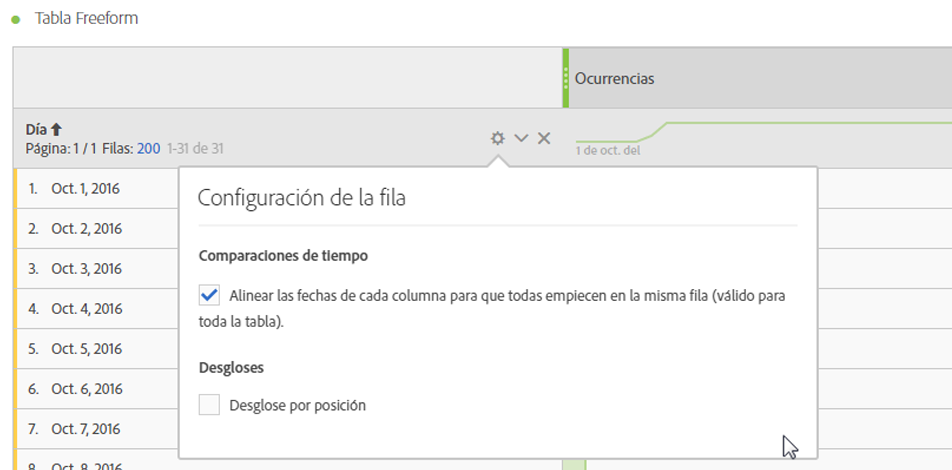 Tabla Freeform
Ocurrencias
Día
Página: 1 / 1 Filas: 200 1-31 de 31
1 de oct. del
1. Oct. 1, 2016
2. Oct. 2, 2016
3. Oct. 3, 2016
4. Oct. 4, 2016
5. Oct. 5, 2016
6. Oct. 6, 2016
7. Oct. 7, 2016
8. Oct. 8, 2016
Configuración de la fila
Comparaciones de tiempo
Alinear las fechas de cada columna para que todas empiecen en la misma fila (válido para
toda la tabla).
Desgloses
Desglose por posición